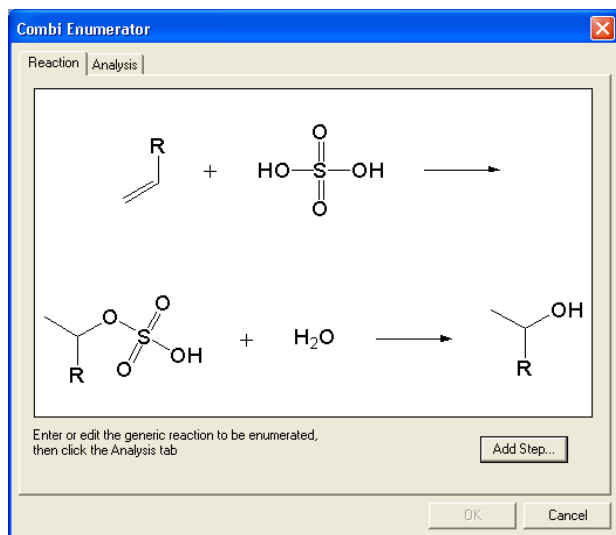 Combi Enumerator
Reaction Analysis
R
+ HO S OH
O
O
O O
S
O OH
R
+ H₂O
OH
R
Enter or edit the generic reaction to be enumerated,
then click the Analysis tab
Add Step...
OK Cancel